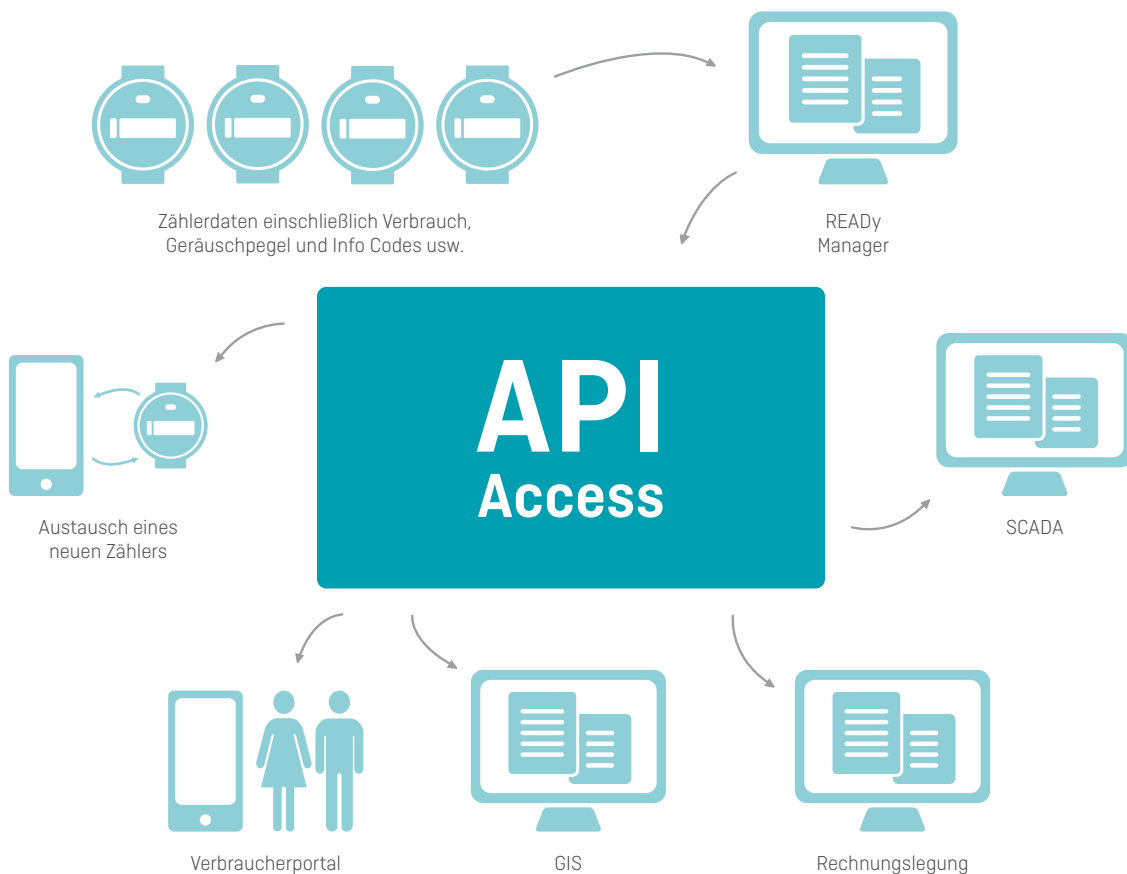 Zählerdaten einschließlich Verbrauch,
Geräuschpegel und Info Codes usw.
READy
Manager
API
Access
Austausch eines
neuen Zählers
SCADA
Verbraucherportal
GIS
Rechnungslegung